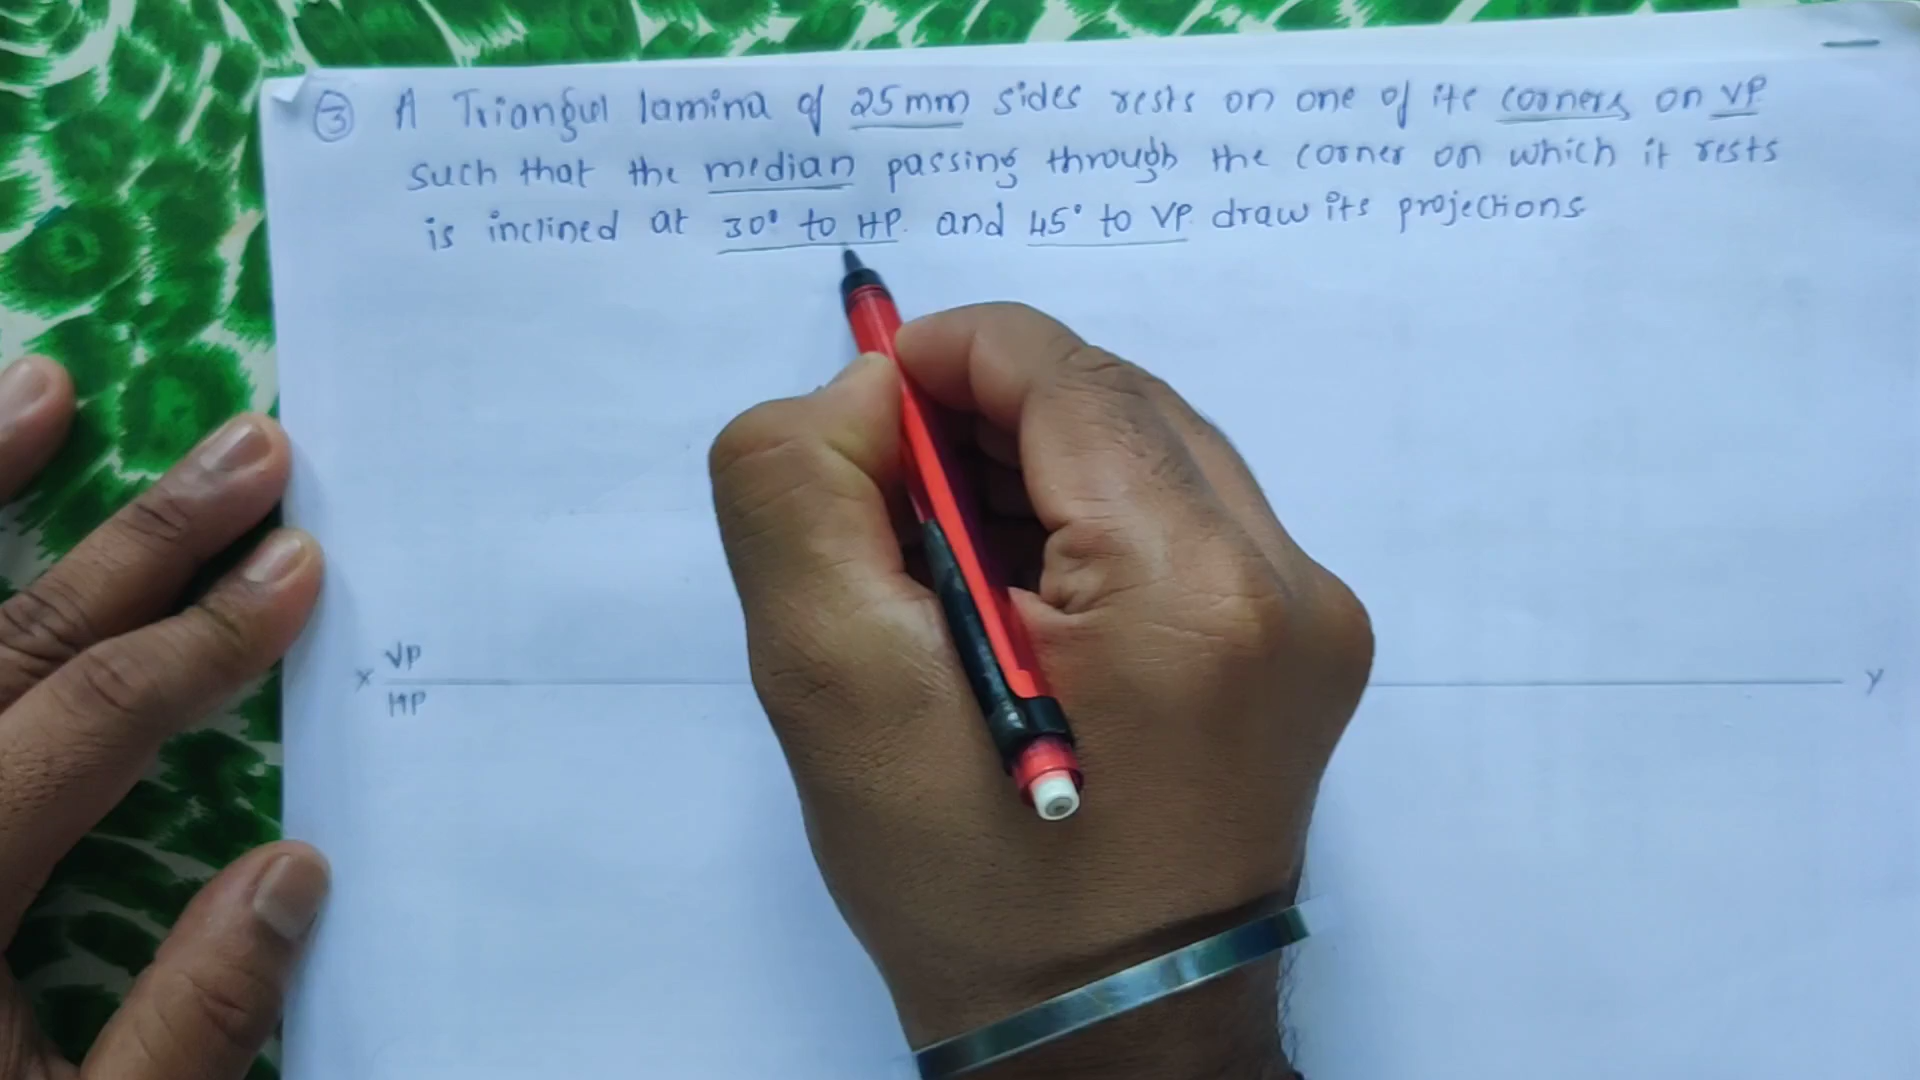 ③ A Triangul lamina of 25mm sides rests on one of its corners on VP
such that the median passing through the corner on which it rests
is inclined at 30° to HP. and 45° to VP. draw its projections
VP
X Y
HP